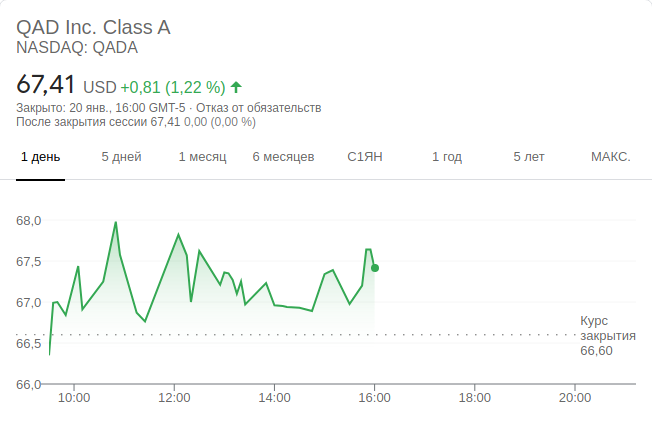 QAD Inc. Class A
NASDAQ: QADA
67,41 USD +0,81 (1,22 %)
Закрыто: 20 янв., 16:00 GMT-5 · Отказ от обязательств
После закрытия сессии 67,41 0,00 (0,00 %)
1 день 5 дней 1 месяц 6 месяцев С1ЯН 1 год 5 лет МАКС.
68,0
67,5
67,0
66,5
66,0
Курс
закрытия
66,60
10:00 12:00 14:00 16:00 18:00 20:00